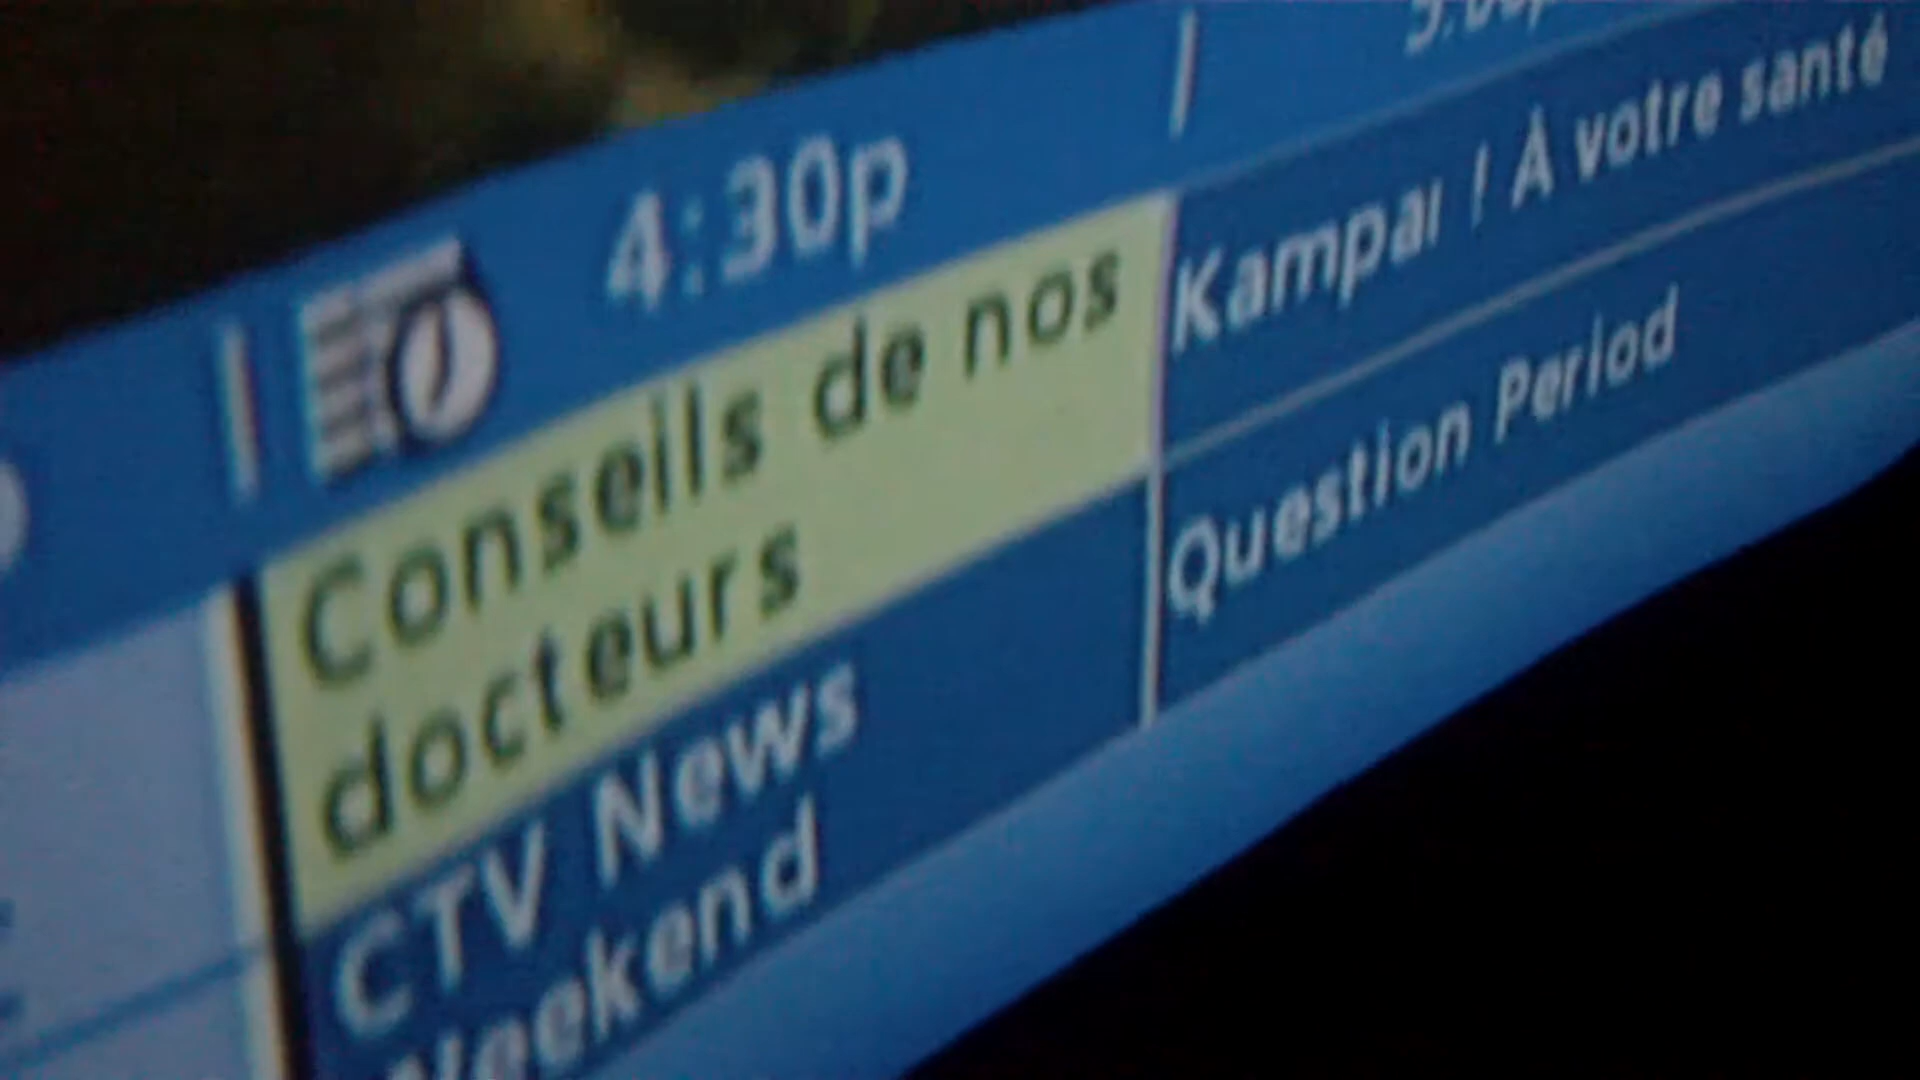 4:30p
Conseils de nos
docteurs
Kampai ! À votre santé
CTV News
Weekend
Question Period